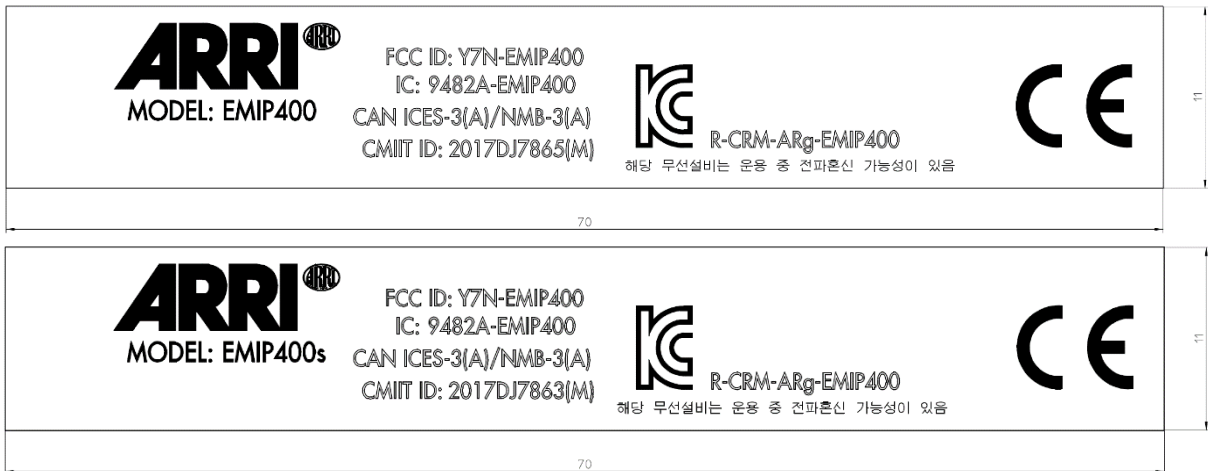 ARRI ARRI
MODEL: EMIP400
FCC ID: Y7N-EMIP400
IC: 9482A-EMIP400
CAN ICES-3(A)/NMB-3(A)
CMIIT ID: 2017DJ7865(M)
R-CRM-ARg-EMIP400
해당 무선설비는 운용 중 전파혼신 가능성이 있음
CE
11
70
ARRI ARRI
MODEL: EMIP400s
FCC ID: Y7N-EMIP400
IC: 9482A-EMIP400
CAN ICES-3(A)/NMB-3(A)
CMIIT ID: 2017DJ7863(M)
R-CRM-ARg-EMIP400
해당 무선설비는 운용 중 전파혼신 가능성이 있음
CE
11
70